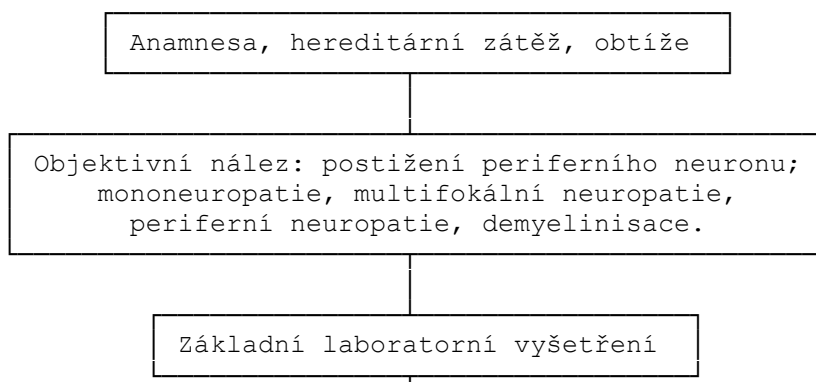 Anamnesa, hereditární zátěž, obtíže
Objektivní nález: postižení periferního neuronu;
mononeuropatie, multifokální neuropatie,
periferní neuropatie, demyelinisace.
Základní laboratorní vyšetření